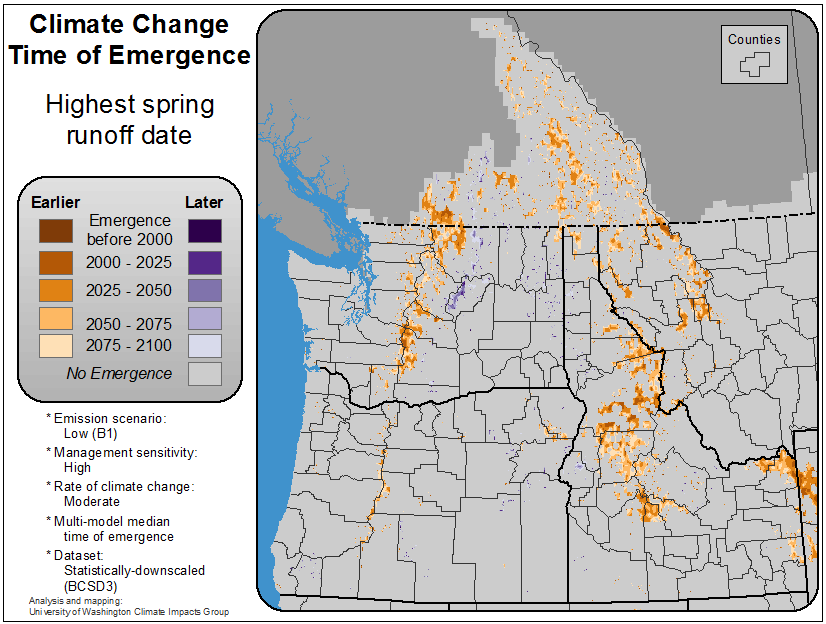 Climate Change
Time of Emergence
Highest spring
runoff date
Earlier Later
Emergence
before 2000
2000 - 2025
2025 - 2050
2050 - 2075
2075 - 2100
No Emergence
* Emission scenario:
Low (B1)
* Management sensitivity:
High
* Rate of climate change:
Moderate
* Multi-model median
time of emergence
* Dataset:
Statistically-downscaled
(BCSD3)
Analysis and mapping:
University of Washington Climate Impacts Group
Counties